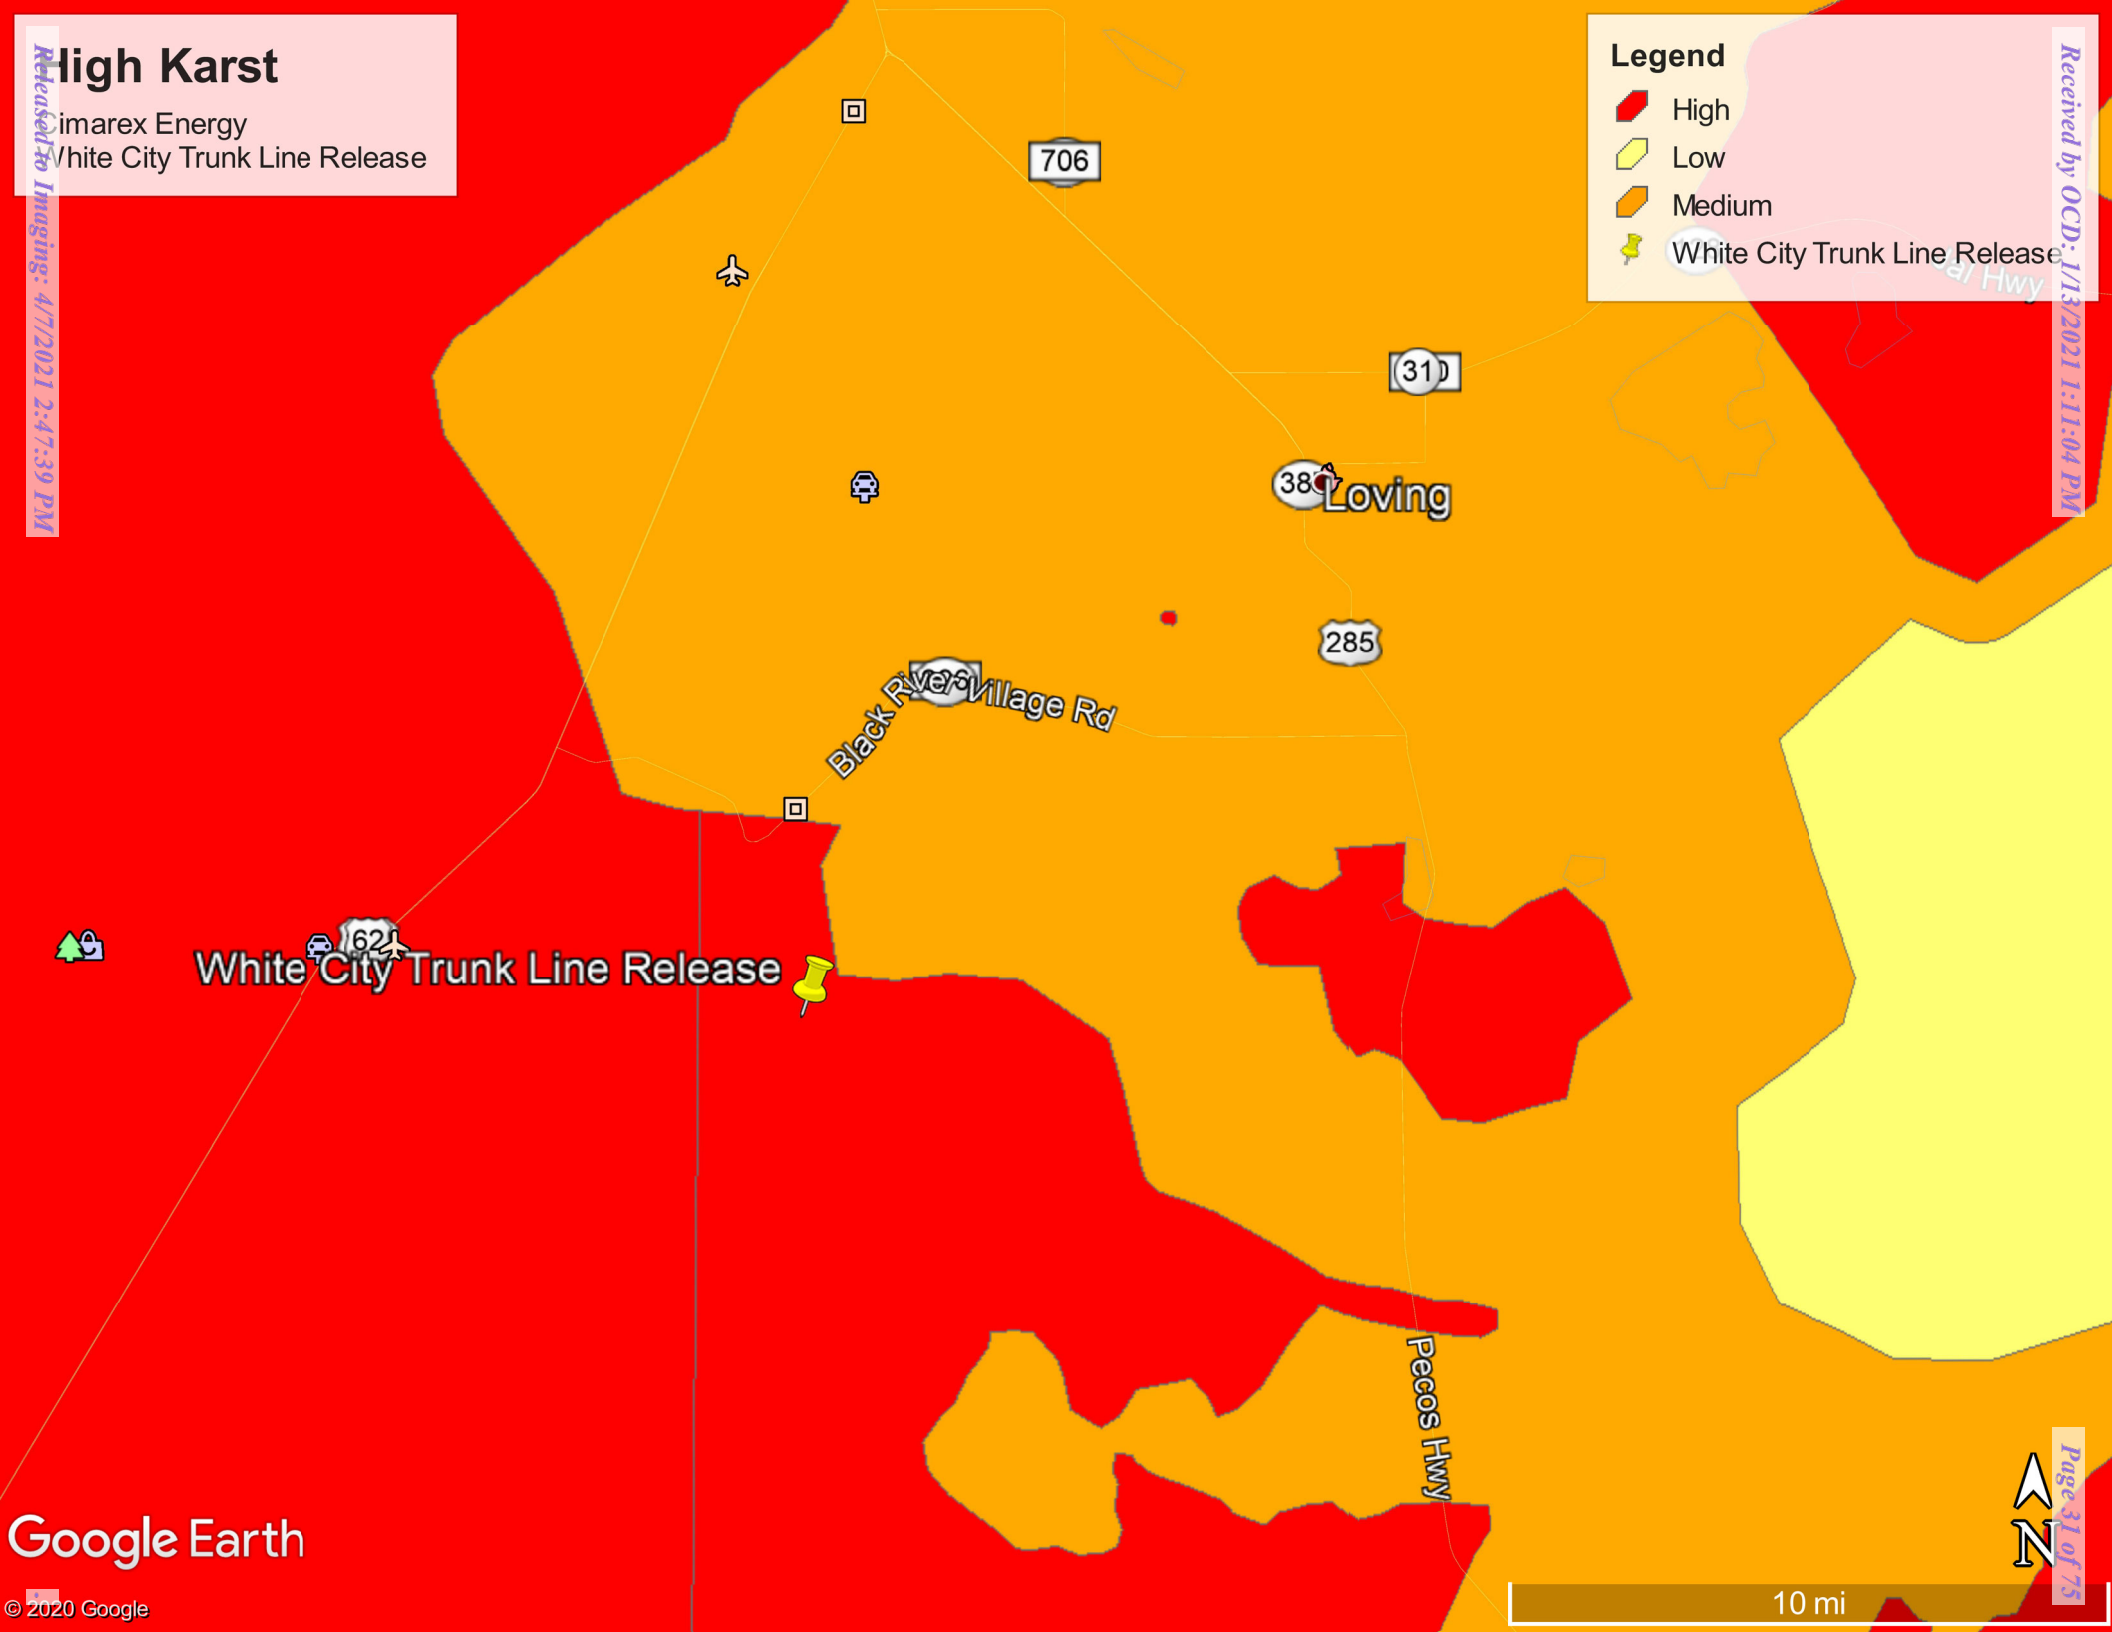 High Karst
Cimarex Energy
White City Trunk Line Release
Released to Imaging: 4/7/2021 2:47:39 PM
Legend
High
Low
Medium
White City Trunk Line Release
Jal Hwy
Received by OCD: 1/13/2021 1:11:04 PM
706
31
Loving
285
Black River Village Rd
62
White City Trunk Line Release
Pecos Hwy
Google Earth
© 2020 Google
N
Page 31 of 75
10 mi